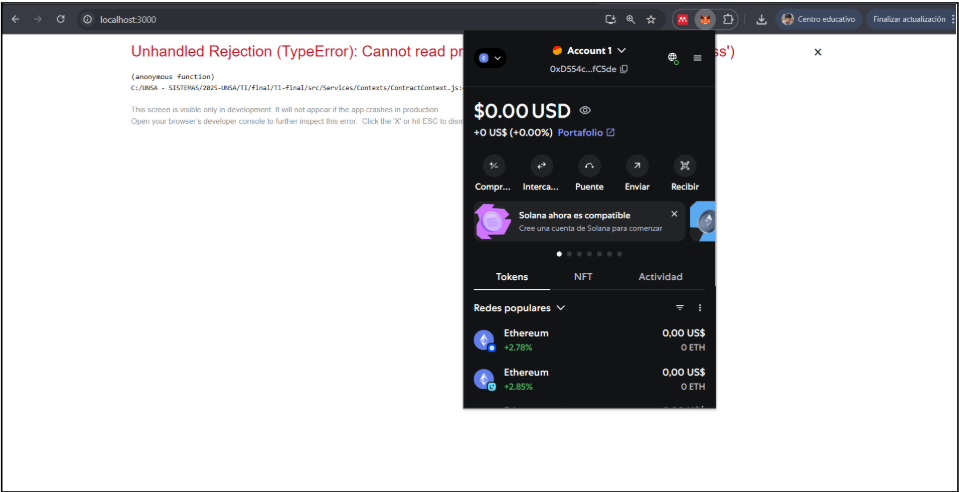 localhost:3000
Centro educativo
Finalizar actualización
Unhandled Rejection (TypeError): Cannot read pr
ss')
(anonymous function)
C:/UNSA - SISTEMAS/2025-UNSA/TI/final/Ti-final/src/Services/Contexts/ContractContext.js:
This screen is visible only in development. It will not appear if the app crashes in production.
Open your browser's developer console to further inspect this error. Click the 'X' or hit ESC to dism
Account 1
0xD554c...fC5de
$0.00 USD
+0 US$ (+0.00%) Portafolio
Compr... Interca... Puente Enviar Recibir
Solana ahora es compatible
Cree una cuenta de Solana para comenzar
Tokens NFT Actividad
Redes populares
Ethereum 0,00 US$
+2.78% 0 ETH
Ethereum 0,00 US$
+2.85% 0 ETH